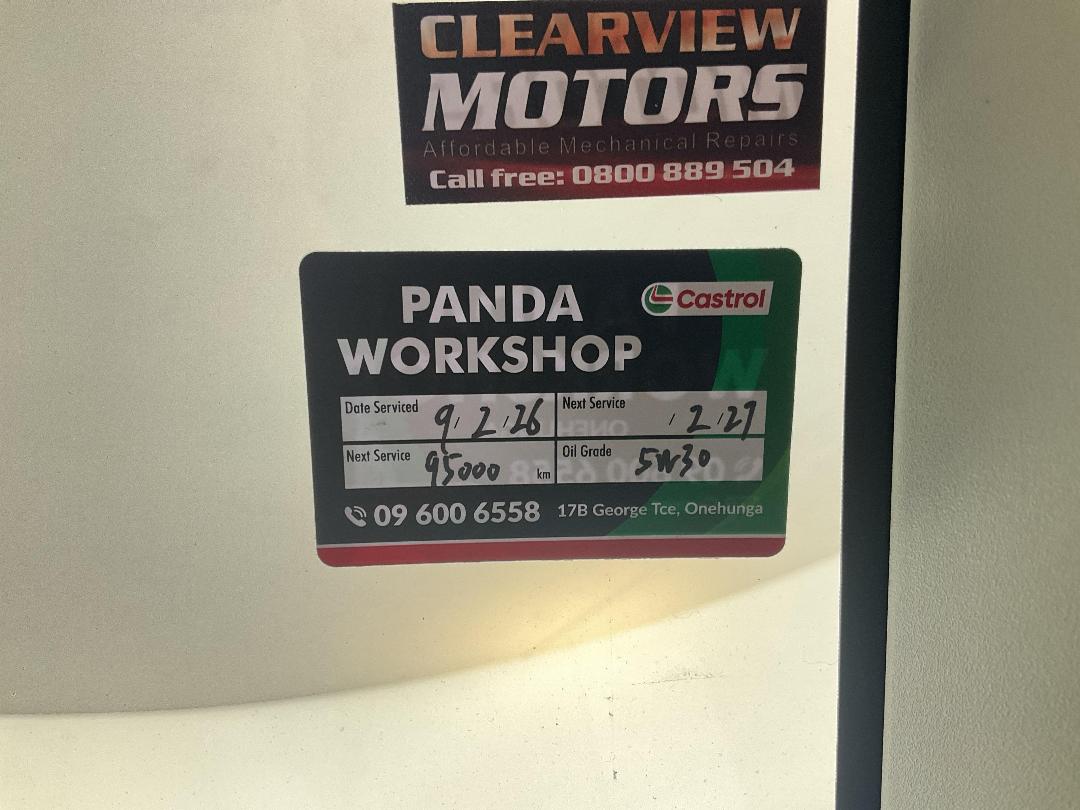 CLEARVIEW
MOTORS
Affordable Mechanical Repairs
Call free: 0800 889 504
PANDA
WORKSHOP
Castrol
Date Serviced 9/2/26
Next Service / 2/27
Next Service 95000 km
Oil Grade 5W30
09 600 6558 17B George Tce, Onehunga